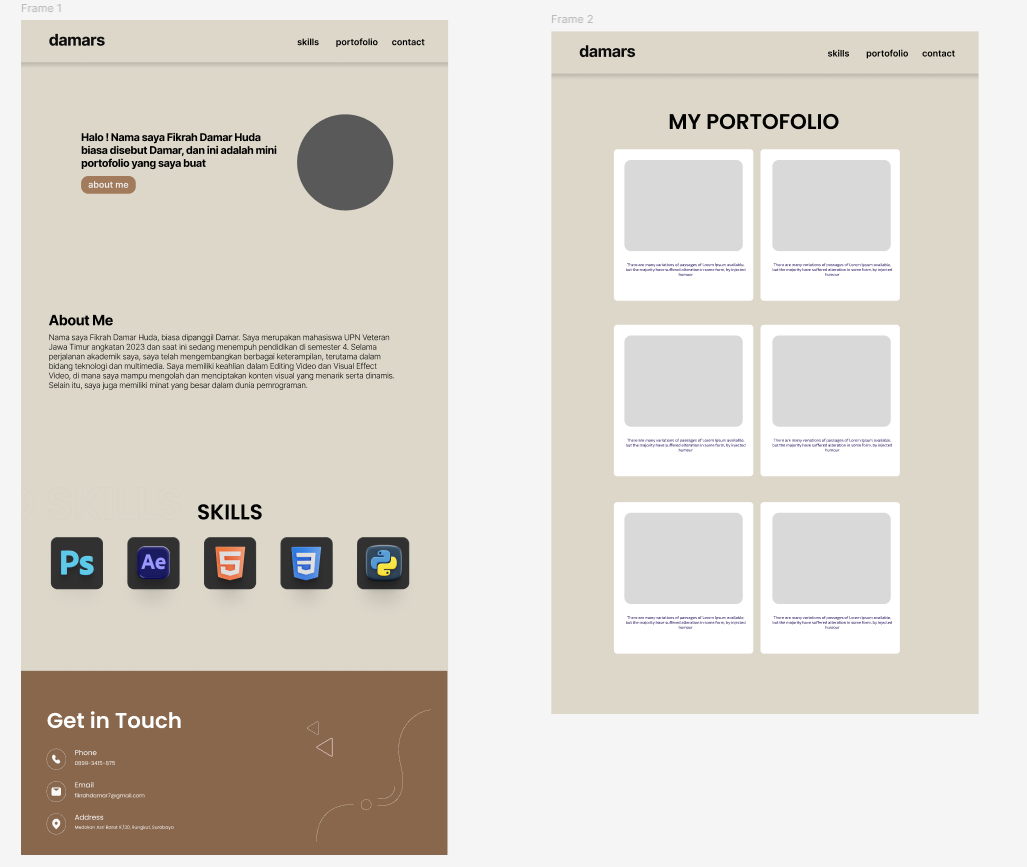 Frame 1
damars
skills portofolio contact
Halo ! Nama saya Fikrah Damar Huda
biasa disebut Damar, dan ini adalah mini
portofolio yang saya buat
about me
About Me
Nama saya Fikrah Damar Huda, biasa dipanggil Damar. Saya merupakan mahasiswa UPN Veteran
Jawa Timur angkatan 2023 dan saat ini sedang menempuh pendidikan di semester 4. Selama
perjalanan akademik saya, saya telah mengembangkan berbagai keterampilan, terutama dalam
bidang teknologi dan multimedia. Saya memiliki keahlian dalam Editing Video dan Visual Effect
Video, di mana saya mampu mengolah dan menciptakan konten visual yang menarik serta dinamis.
Selain itu, saya juga memiliki minat yang besar dalam dunia pemrograman.
SKILLS
SKILLS
Ps Ae 5 3
Get in Touch
Phone
0899-3415-875
Email
fikrahdamar7@gmail.com
Address
Medokan Asri Barat Rungkut, Surabaya
Frame 2
damars
skills portofolio contact
MY PORTOFOLIO
There are many variations of passages of Lorem Ipsum available,
but the majority have suffered alteration in some form, by injected
humour
There are many variations of passages of Lorem Ipsum available,
but the majority have suffered alteration in some form, by injected
humour
There are many variations of passages of Lorem Ipsum available,
but the majority have suffered alteration in some form, by injected
humour
There are many variations of passages of Lorem Ipsum available,
but the majority have suffered alteration in some form, by injected
humour
There are many variations of passages of Lorem Ipsum available,
but the majority have suffered alteration in some form, by injected
humour
There are many variations of passages of Lorem Ipsum available,
but the majority have suffered alteration in some form, by injected
humour